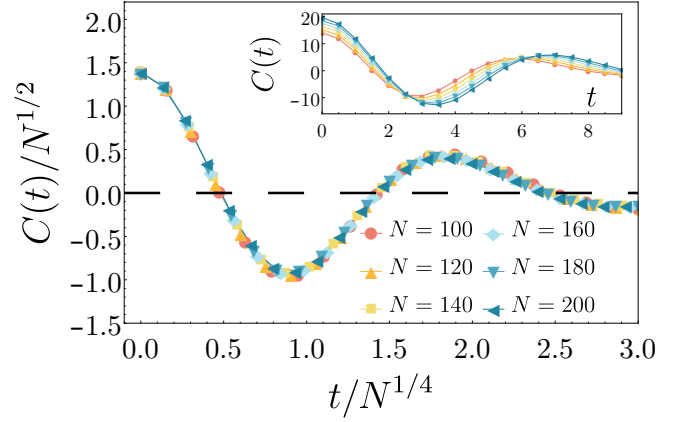 C(t)/N^{1/2}
1.5
1.0
0.5
0.0
-0.5
-1.0
-1.5
C(t)
20
10
0
-10
0 2 4 6 8
t
N = 100 N = 160
N = 120 N = 180
N = 140 N = 200
0.0 0.5 1.0 1.5 2.0 2.5 3.0
t/N^{1/4}